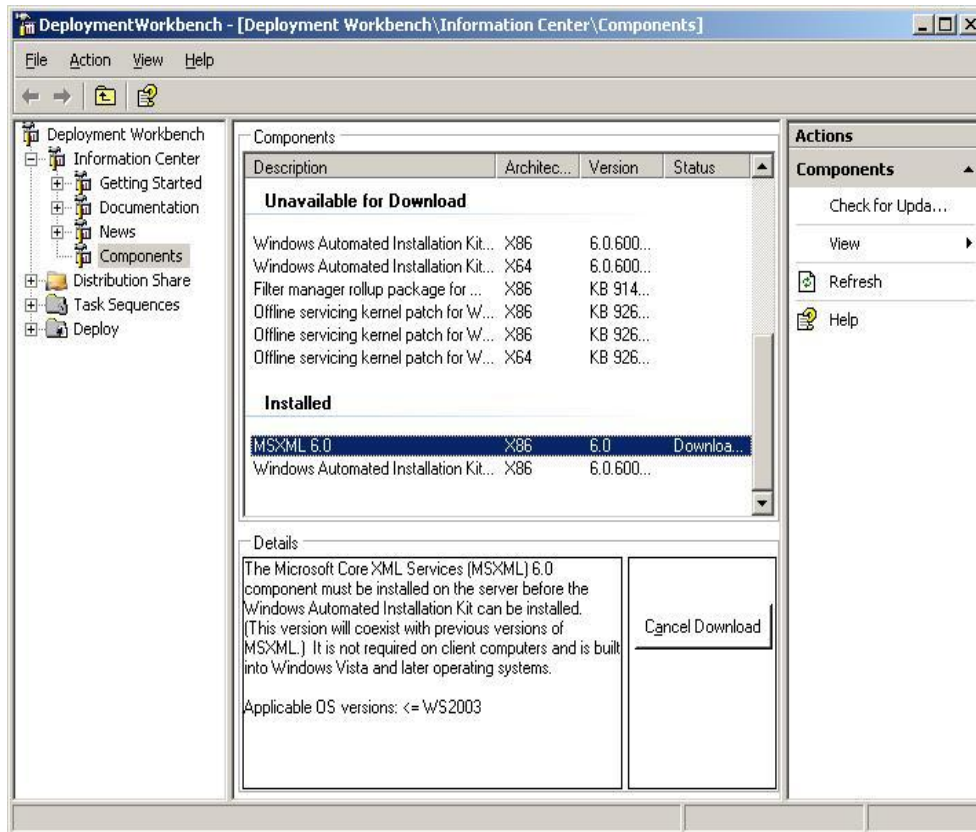 DeploymentWorkbench - [Deployment Workbench\Information Center\Components]
File Action View Help
Deployment Workbench
Information Center
Getting Started
Documentation
News
Components
Distribution Share
Task Sequences
Deploy
Components
Description Architec... Version Status
Unavailable for Download
Windows Automated Installation Kit... X86 6.0.600...
Windows Automated Installation Kit... X64 6.0.600...
Filter manager rollup package for ... X86 KB 914...
Offline servicing kernel patch for W... X86 KB 926...
Offline servicing kernel patch for W... X86 KB 926...
Offline servicing kernel patch for W... X64 KB 926...
Installed
MSXML 6.0 X86 6.0 Downloa...
Windows Automated Installation Kit... X86 6.0.600...
Details
The Microsoft Core XML Services (MSXML) 6.0
component must be installed on the server before the
Windows Automated Installation Kit can be installed.
(This version will coexist with previous versions of
MSXML.) It is not required on client computers and is built
into Windows Vista and later operating systems.
Applicable OS versions: <= WS2003
Cancel Download
Actions
Components
Check for Upda...
View
Refresh
Help